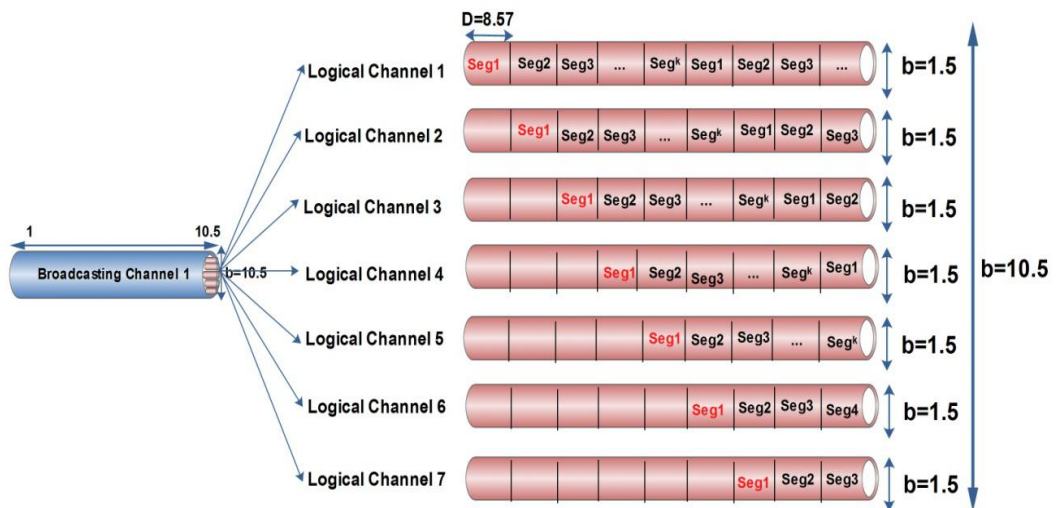 D=8.57
Logical Channel 1 Seg1 Seg2 Seg3 ... Segᵏ Seg1 Seg2 Seg3 ... b=1.5
Logical Channel 2 Seg1 Seg2 Seg3 ... Segᵏ Seg1 Seg2 Seg3 b=1.5
Logical Channel 3 Seg1 Seg2 Seg3 ... Segᵏ Seg1 Seg2 b=1.5
1 10.5
Broadcasting Channel 1 b=10.5
Logical Channel 4 Seg1 Seg2 Seg3 ... Segᵏ Seg1 b=1.5 b=10.5
Logical Channel 5 Seg1 Seg2 Seg3 ... Segᵏ b=1.5
Logical Channel 6 Seg1 Seg2 Seg3 Seg4 b=1.5
Logical Channel 7 Seg1 Seg2 Seg3 b=1.5